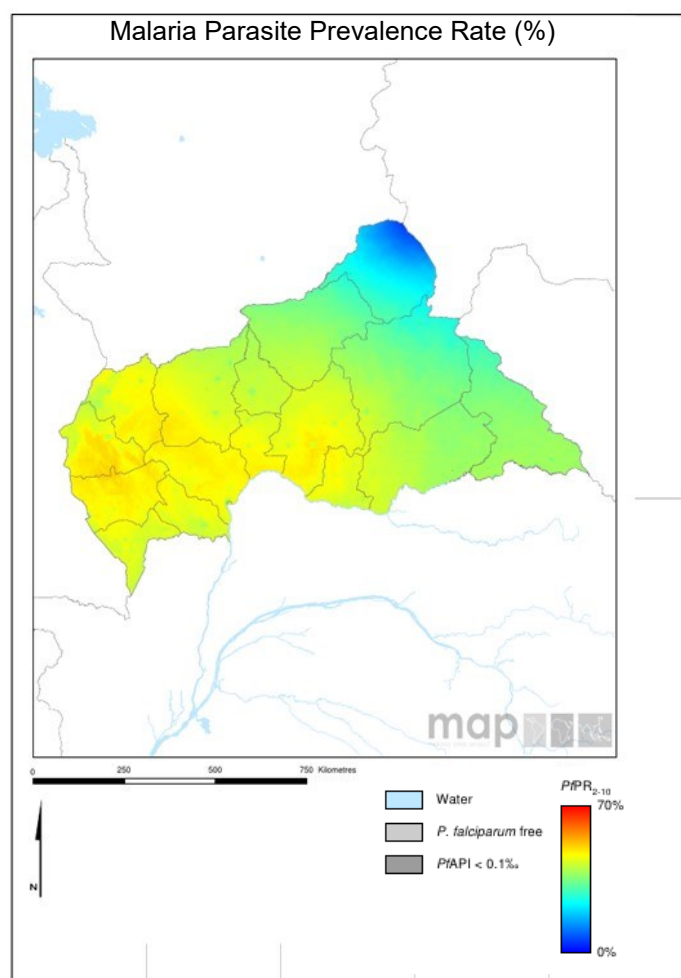 Malaria Parasite Prevalence Rate (%)
map
0 250 500 750 Kilometres
Water
P. falciparum free
PfAPI < 0.1‰
N
PfPR2-10
70%
0%